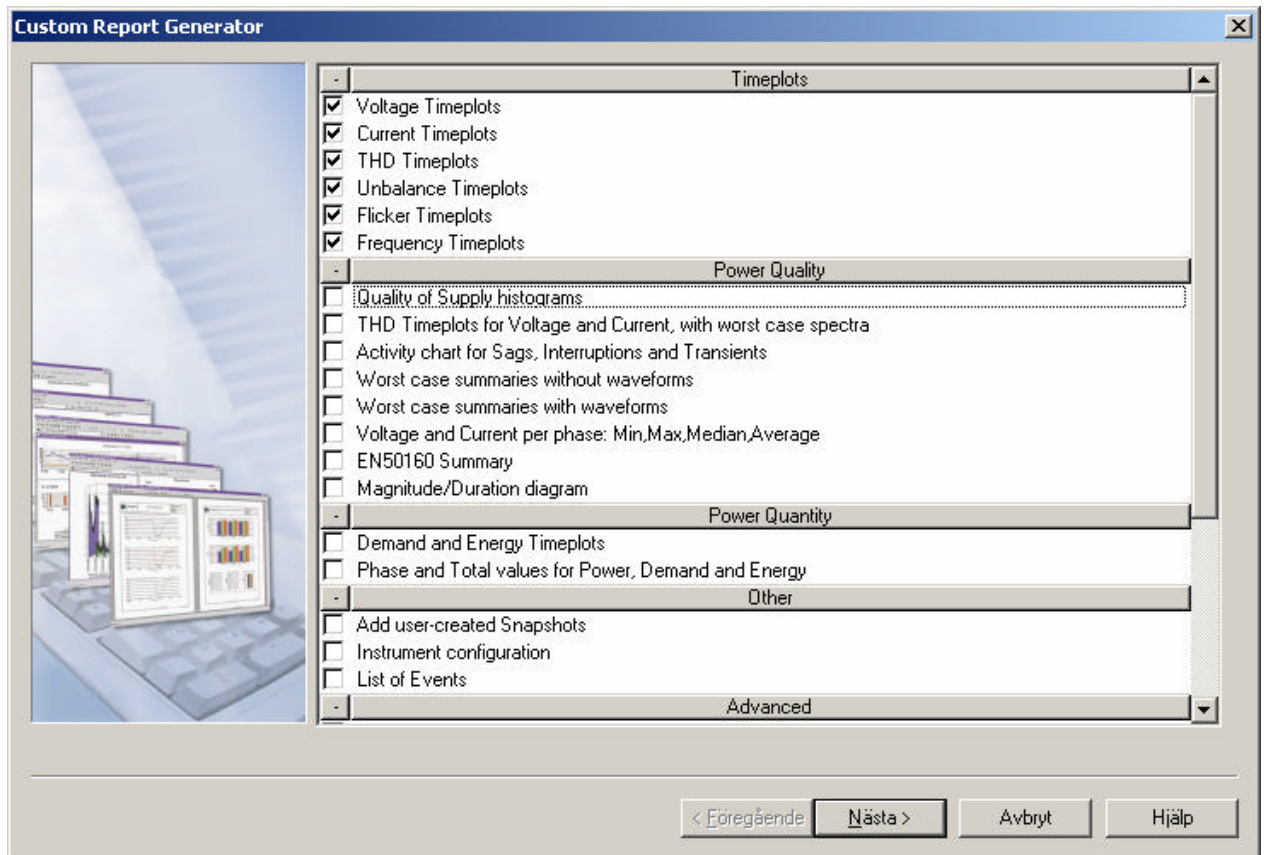 Custom Report Generator
- Timeplots
Voltage Timeplots
Current Timeplots
THD Timeplots
Unbalance Timeplots
Flicker Timeplots
Frequency Timeplots
- Power Quality
Quality of Supply histograms
THD Timeplots for Voltage and Current, with worst case spectra
Activity chart for Sags, Interruptions and Transients
Worst case summaries without waveforms
Worst case summaries with waveforms
Voltage and Current per phase: Min,Max,Median,Average
EN50160 Summary
Magnitude/Duration diagram
- Power Quantity
Demand and Energy Timeplots
Phase and Total values for Power, Demand and Energy
- Other
Add user-created Snapshots
Instrument configuration
List of Events
- Advanced
< Föregående Nästa > Avbryt Hjälp